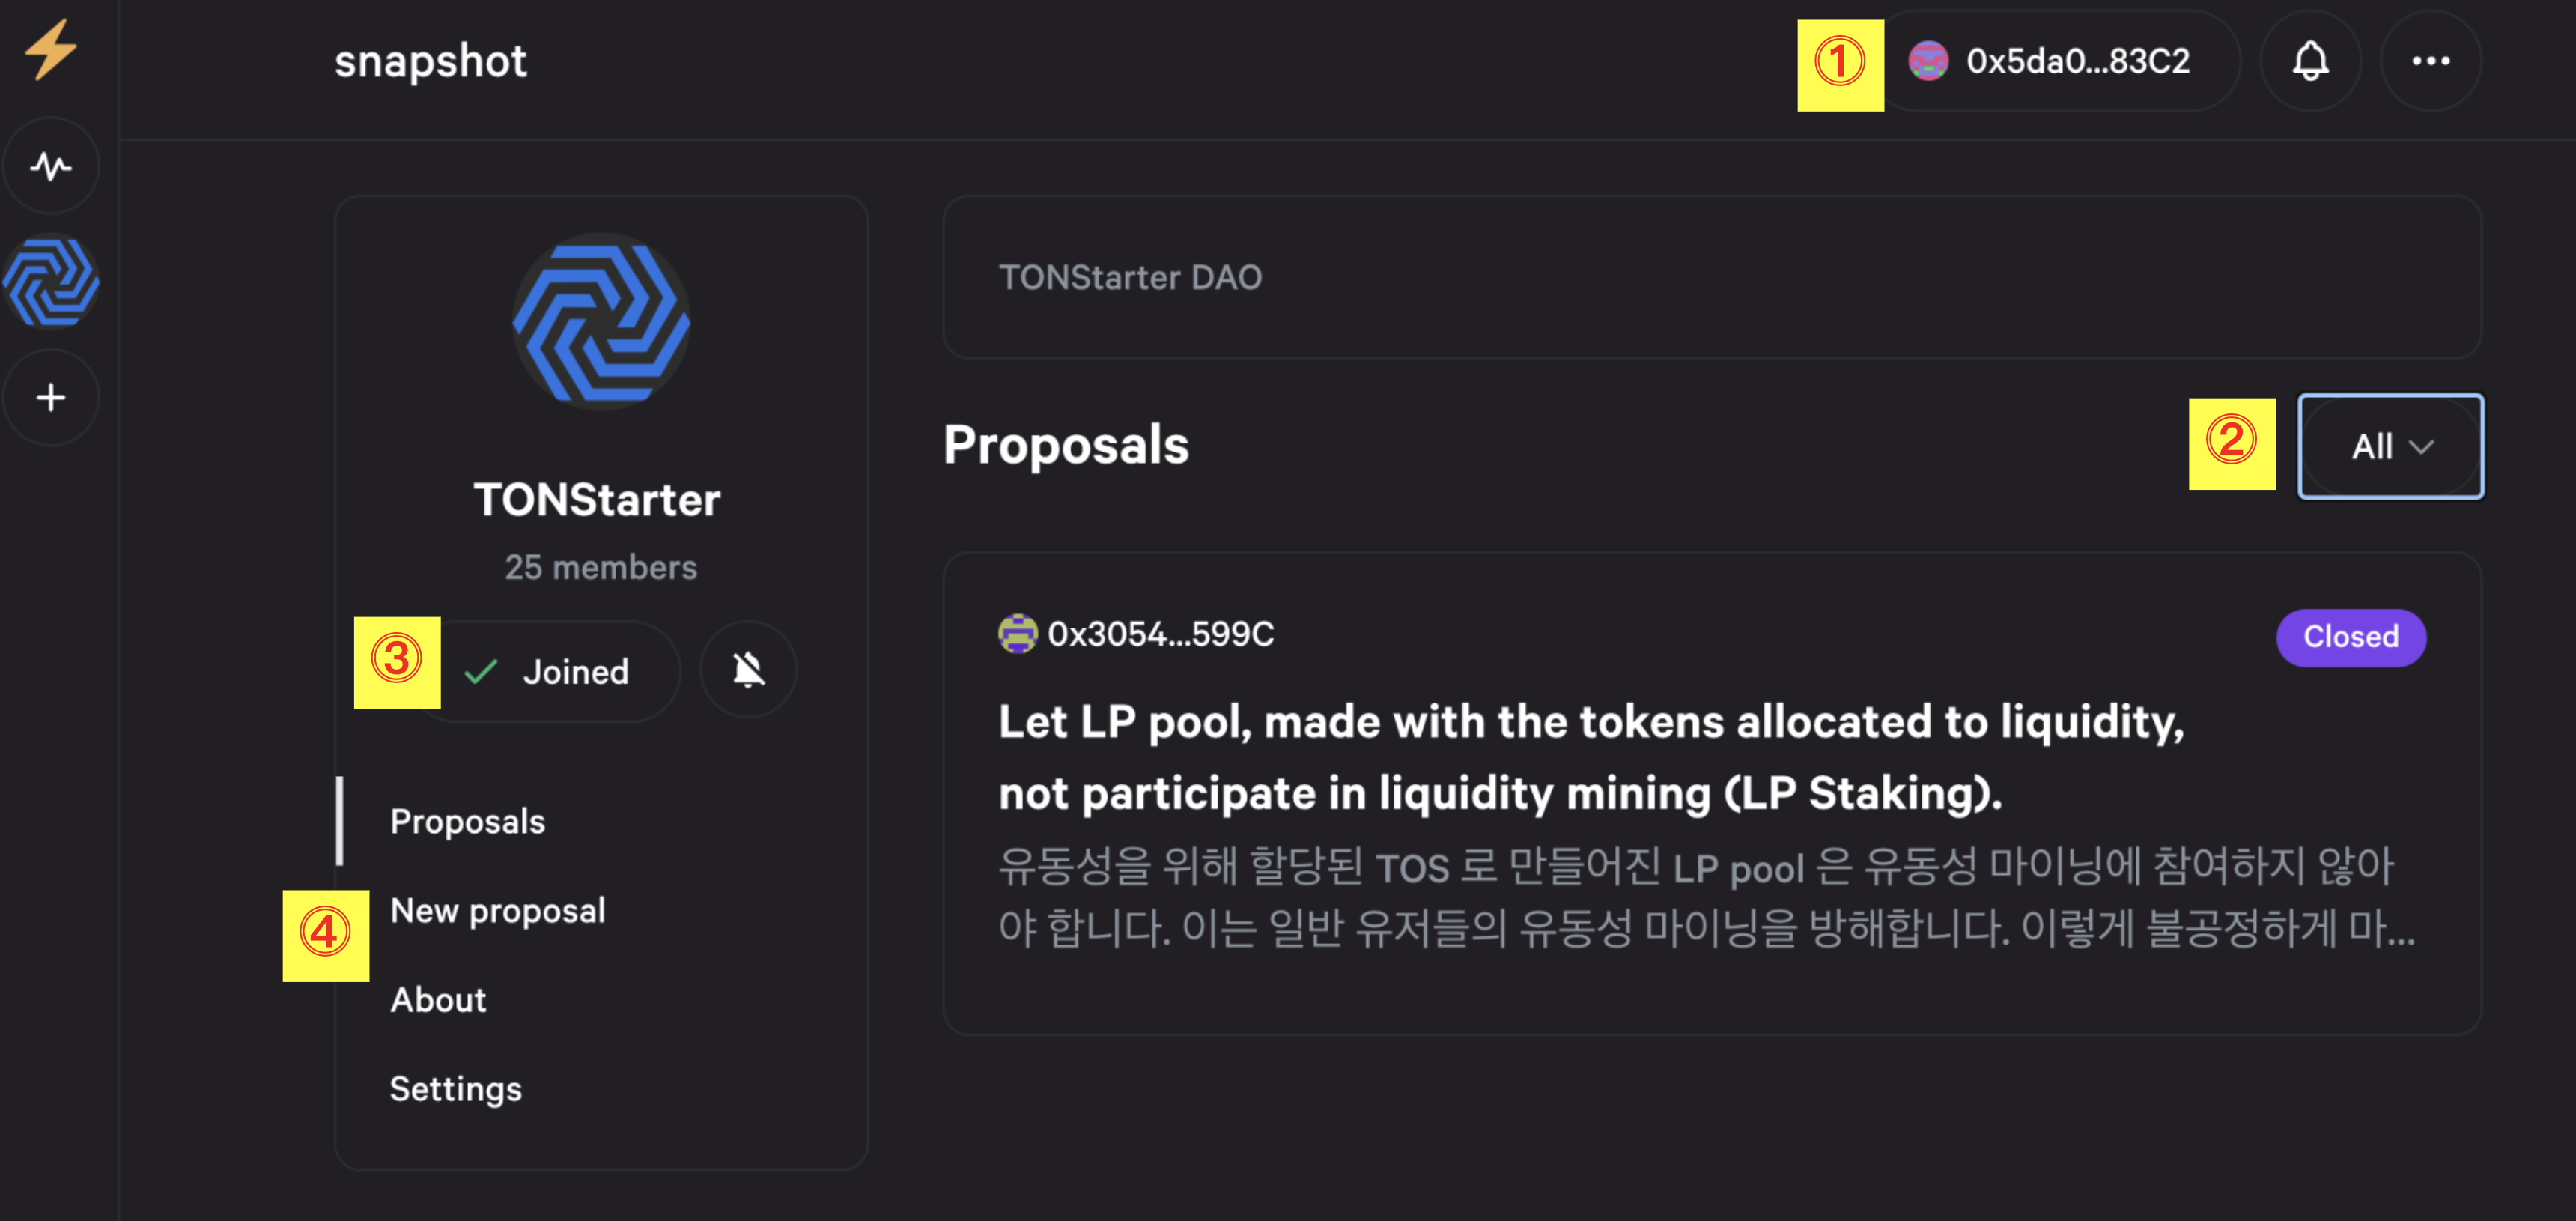 snapshot
① 0x5da0...83C2
TONStarter
25 members
③ Joined
Proposals
④ New proposal
About
Settings
TONStarter DAO
Proposals
② All
0x3054...599C
Closed
Let LP pool, made with the tokens allocated to liquidity,
not participate in liquidity mining (LP Staking).
유동성을 위해 할당된 TOS 로 만들어진 LP pool 은 유동성 마이닝에 참여하지 않아
야 합니다. 이는 일반 유저들의 유동성 마이닝을 방해합니다. 이렇게 불공정하게 마...